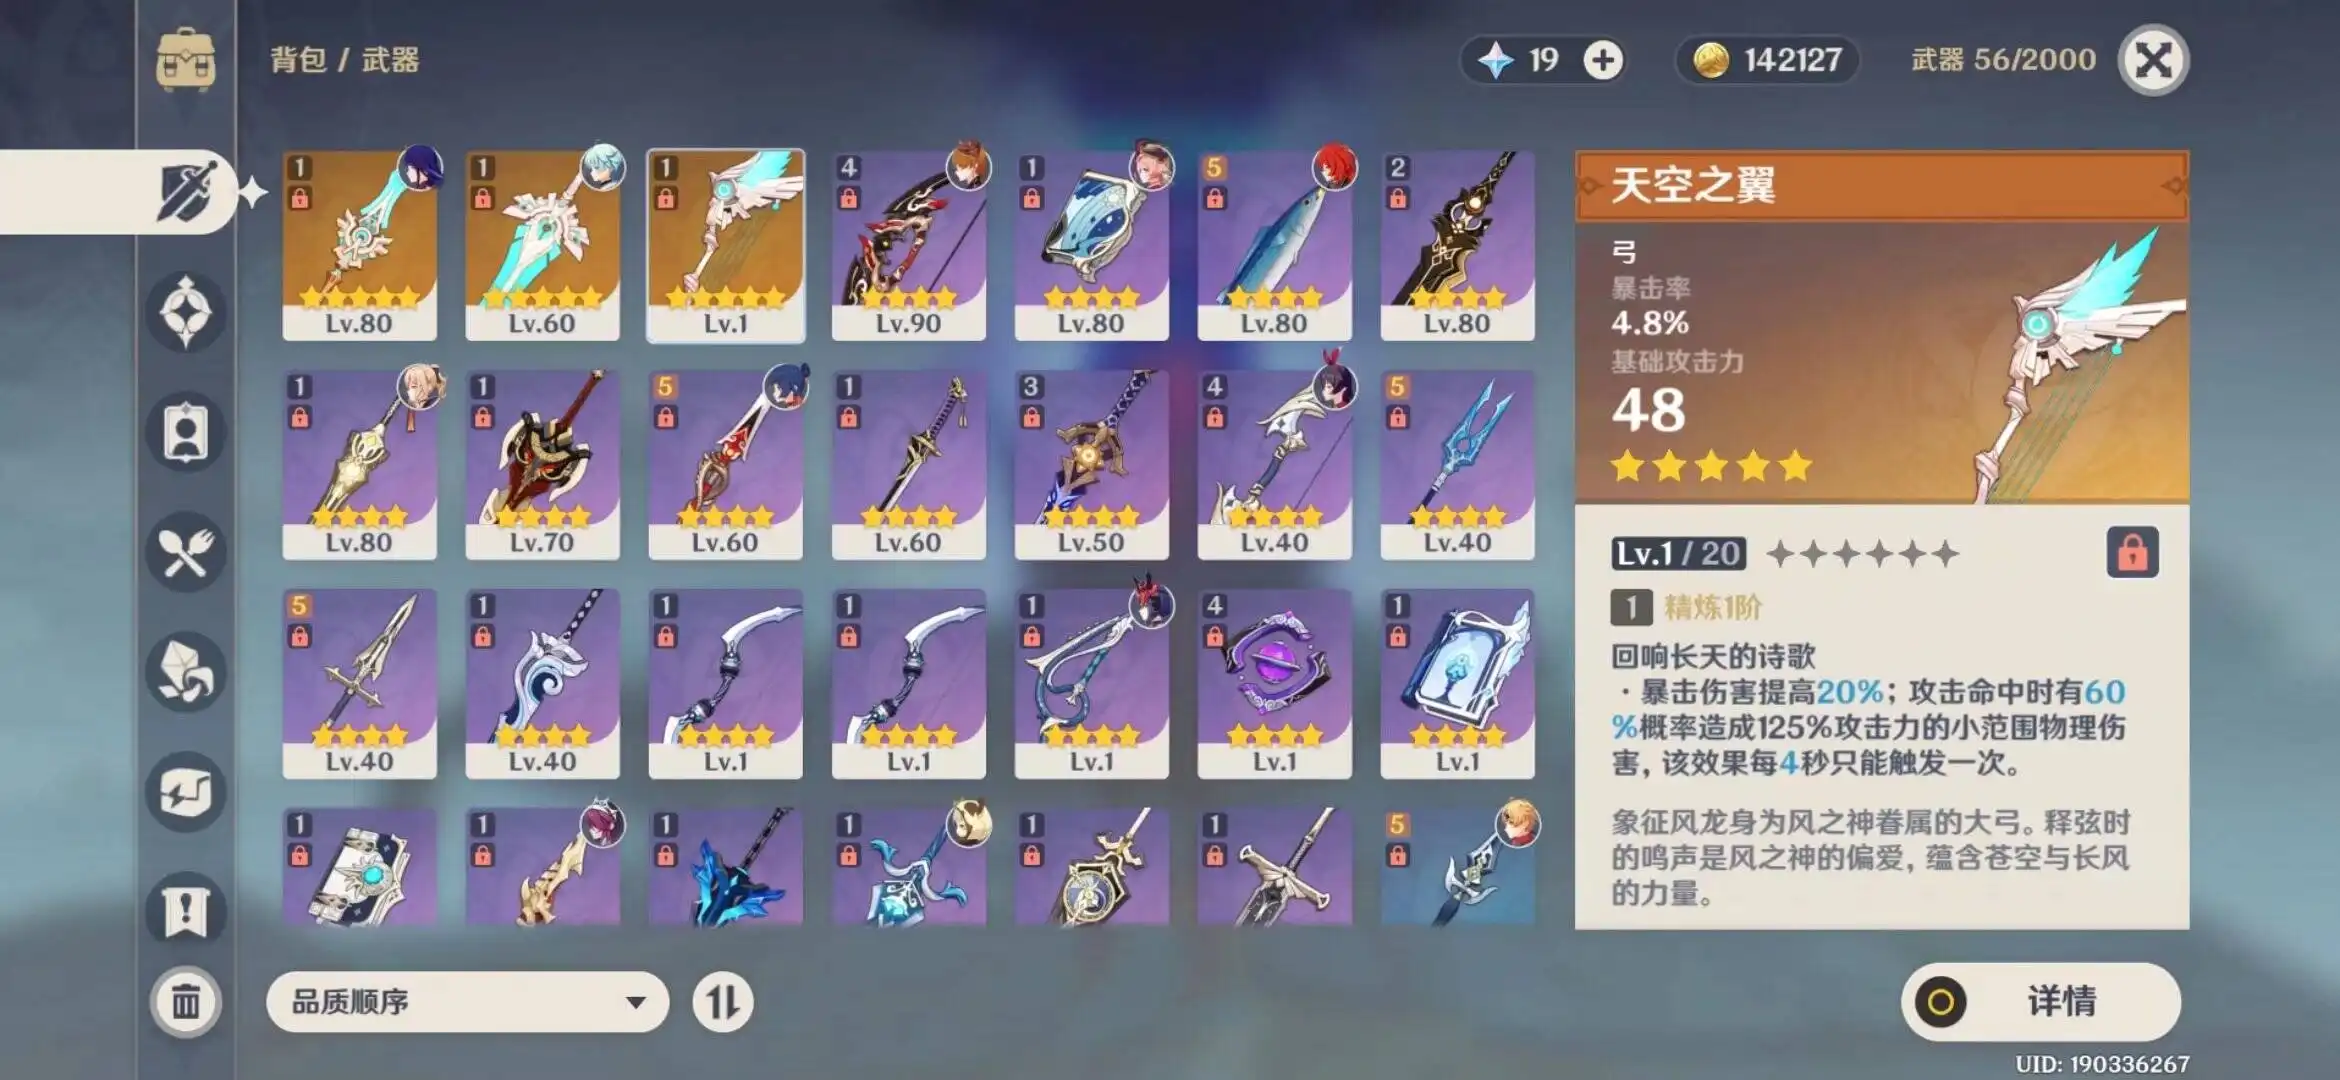 背包 / 武器
19
142127
武器 56/2000
1
1
1
4
1
5
2
Lv.80
Lv.60
Lv.1
Lv.90
Lv.80
Lv.80
Lv.80
1
1
5
1
3
4
5
Lv.80
Lv.70
Lv.60
Lv.60
Lv.50
Lv.40
Lv.40
5
1
1
1
1
4
1
Lv.40
Lv.40
Lv.1
Lv.1
Lv.1
Lv.1
Lv.1
1
1
1
1
1
1
5
品质顺序
天空之翼
弓
暴击率
4.8%
基础攻击力
48
Lv.1 / 20
1 精炼1阶
回响长天的诗歌
·暴击伤害提高20%；攻击命中时有60
%概率造成125%攻击力的小范围物理伤
害，该效果每4秒只能触发一次。
象征风龙身为风之神眷属的大弓。释弦时
的鸣声是风之神的偏爱，蕴含苍空与长风
的力量。
详情
UID: 190336267